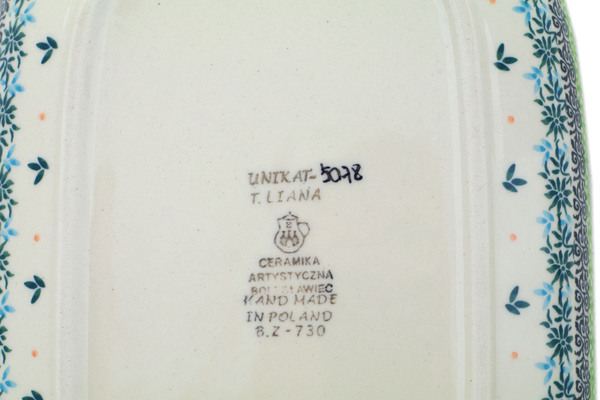 UNIKAT-5078
T. LIANA
CERAMIKA
ARTYSTYCZNA
BOLESŁAWIEC
HAND MADE
IN POLAND
B.Z-730